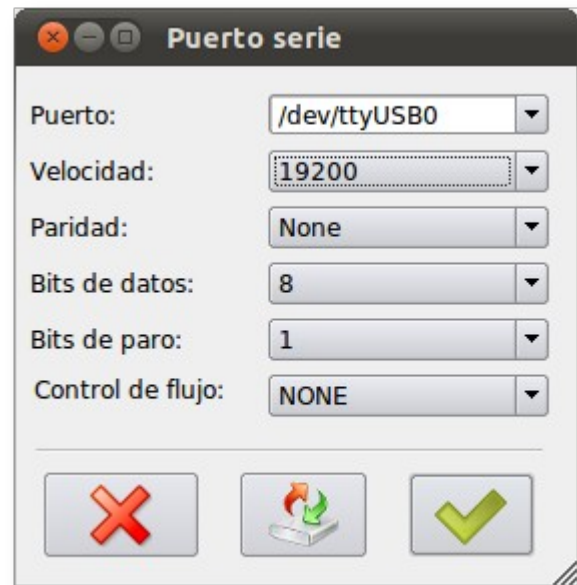 Puerto serie
Puerto: /dev/ttyUSB0
Velocidad: 19200
Paridad: None
Bits de datos: 8
Bits de paro: 1
Control de flujo: NONE